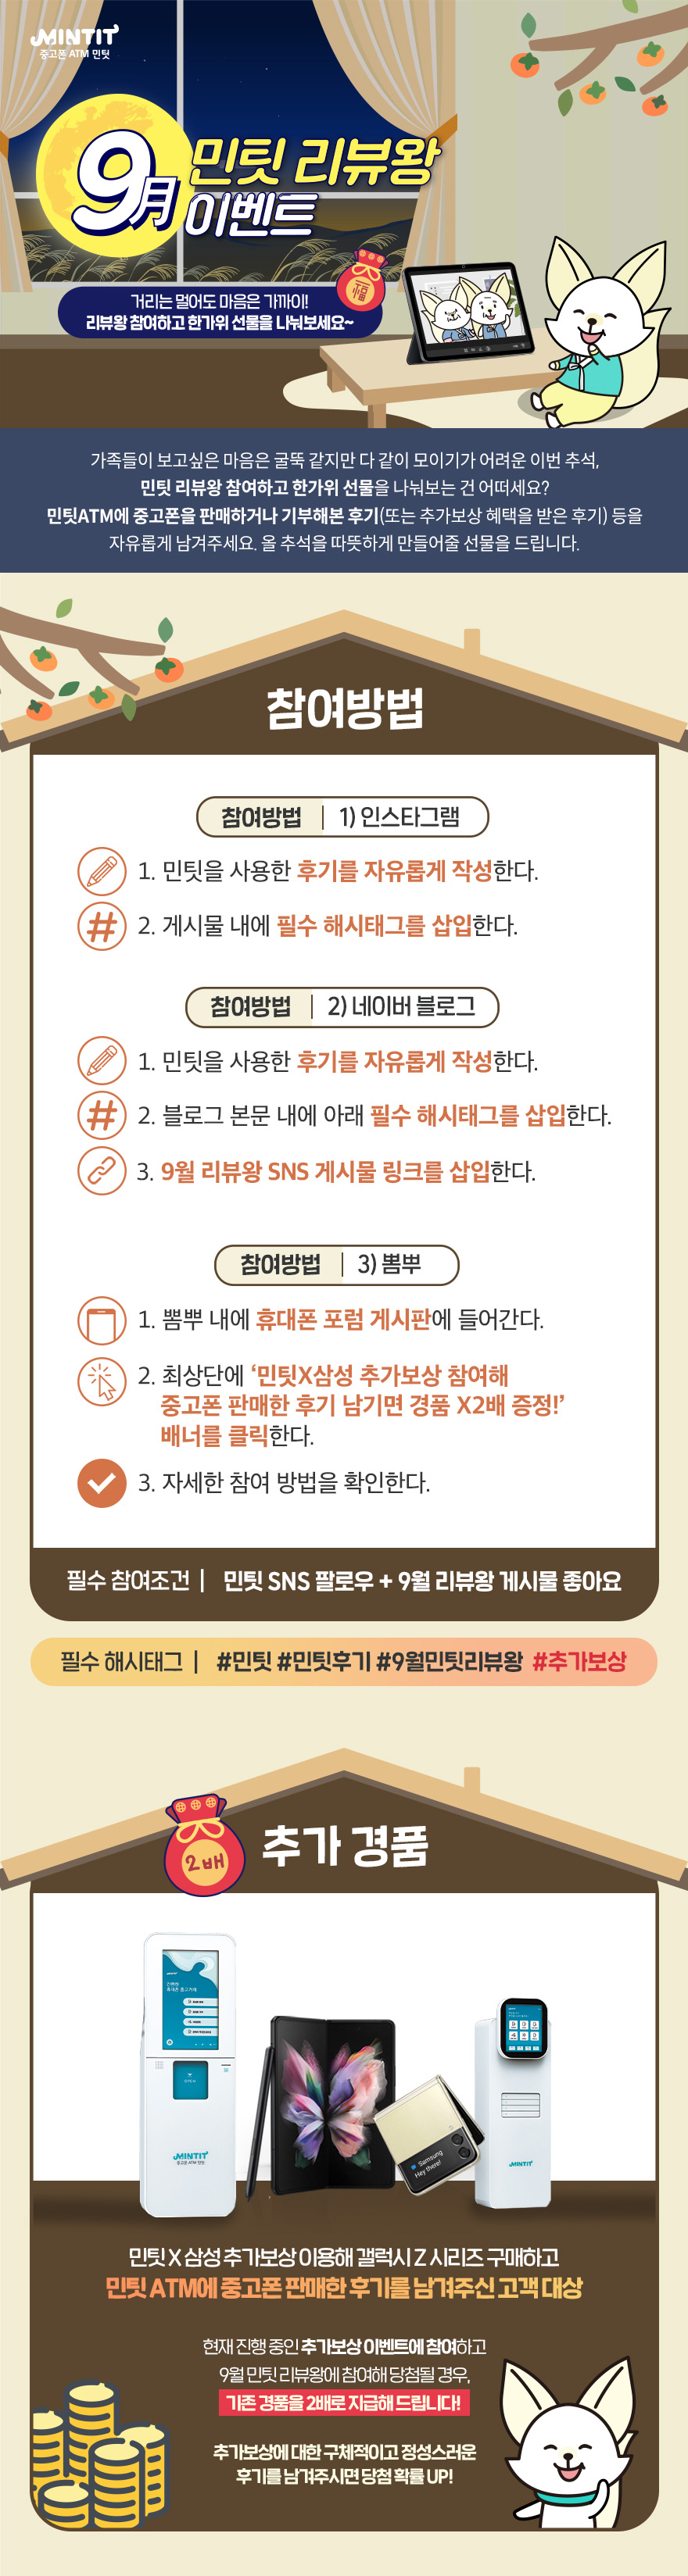 MINTIT
중고폰 ATM 민팃
9月 민팃 리뷰왕
이벤트
福
거리는 멀어도 마음은 가까이!
리뷰왕 참여하고 한가위 선물을 나눠보세요~
가족들이 보고싶은 마음은 굴뚝 같지만 다 같이 모이기가 어려운 이번 추석,
민팃 리뷰왕 참여하고 한가위 선물을 나눠보는 건 어떠세요?
민팃ATM에 중고폰을 판매하거나 기부해본 후기(또는 추가보상 혜택을 받은 후기) 등을
자유롭게 남겨주세요. 올 추석을 따뜻하게 만들어줄 선물을 드립니다.
참여방법
참여방법 | 1) 인스타그램
1. 민팃을 사용한 후기를 자유롭게 작성한다.
# 2. 게시물 내에 필수 해시태그를 삽입한다.
참여방법 | 2) 네이버 블로그
1. 민팃을 사용한 후기를 자유롭게 작성한다.
# 2. 블로그 본문 내에 아래 필수 해시태그를 삽입한다.
3. 9월 리뷰왕 SNS 게시물 링크를 삽입한다.
참여방법 | 3) 뽐뿌
1. 뽐뿌 내에 휴대폰 포럼 게시판에 들어간다.
2. 최상단에 ‘민팃X삼성 추가보상 참여해
중고폰 판매한 후기 남기면 경품 X2배 증정!’
배너를 클릭한다.
3. 자세한 참여 방법을 확인한다.
필수 참여조건 | 민팃 SNS 팔로우 + 9월 리뷰왕 게시물 좋아요
필수 해시태그 | #민팃 #민팃후기 #9월민팃리뷰왕 #추가보상
2배
추가 경품
MINTIT
중고폰 ATM 민팃
Samsung
Hey there!
MINTIT
민팃 X 삼성 추가보상 이용해 갤럭시 Z 시리즈 구매하고
민팃 ATM에 중고폰 판매한 후기를 남겨주신 고객 대상
현재 진행 중인 추가보상 이벤트에 참여하고
9월 민팃 리뷰왕에 참여해 당첨될 경우,
기존 경품을 2배로 지급해 드립니다!
추가보상에 대한 구체적이고 정성스러운
후기를 남겨주시면 당첨 확률 UP!